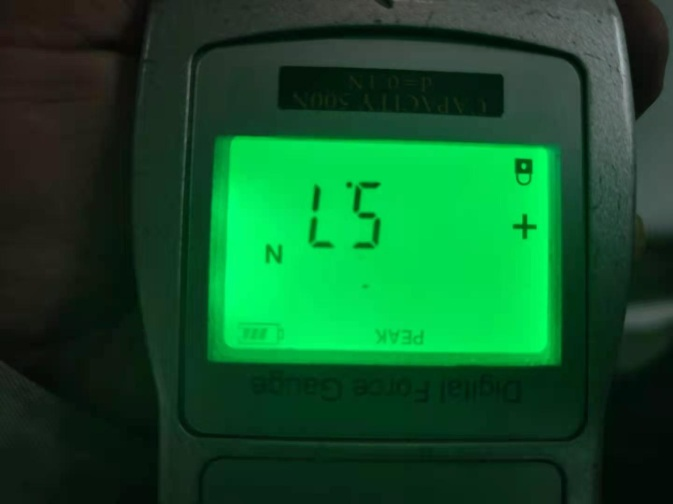 Digital Force Gauge
PEAK
+ 5.7 N
d=0.1N
CAPACITY 500N